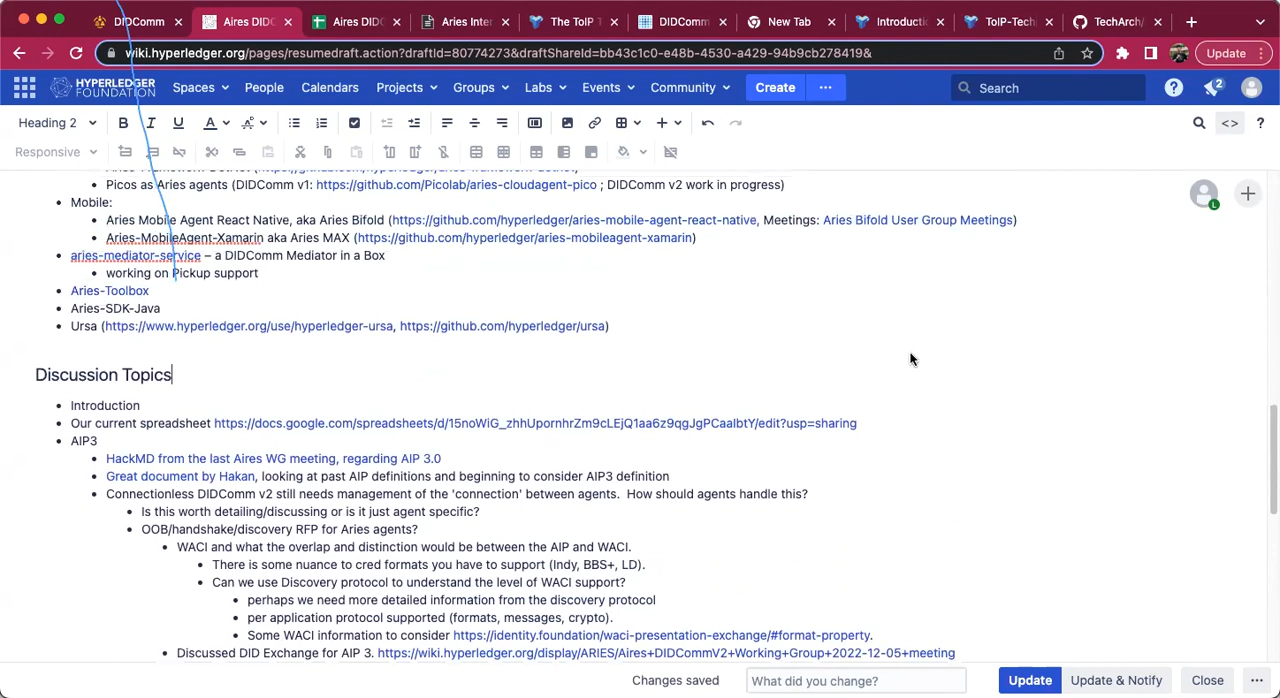 DIDComm
Aires DIDC
Aires DIDC
Aries Inter
The ToIP T
DIDComm
New Tab
Introductio
ToIP-Tech
TechArch/
wiki.hyperledger.org/pages/resumedraft.action?draftId=80774273&draftShareId=bb43c1c0-e48b-4530-a429-94b9cb278419&
Update
HYPERLEDGER FOUNDATION
Spaces People Calendars Projects Groups Labs Events Community Create ··· Search 2
Heading 2
Responsive
Picos as Aries agents (DIDComm v1: https://github.com/Picolab/aries-cloudagent-pico ; DIDComm v2 work in progress)
Mobile:
Aries Mobile Agent React Native, aka Aries Bifold (https://github.com/hyperledger/aries-mobile-agent-react-native, Meetings: Aries Bifold User Group Meetings)
Aries-MobileAgent-Xamarin aka Aries MAX (https://github.com/hyperledger/aries-mobileagent-xamarin)
aries-mediator-service – a DIDComm Mediator in a Box
working on Pickup support
Aries-Toolbox
Aries-SDK-Java
Ursa (https://www.hyperledger.org/use/hyperledger-ursa, https://github.com/hyperledger/ursa)
Discussion Topics
Introduction
Our current spreadsheet https://docs.google.com/spreadsheets/d/15noWiG_zhhUpornhrZm9cLEjQ1aa6z9qgJgPCaalbtY/edit?usp=sharing
AIP3
HackMD from the last Aires WG meeting, regarding AIP 3.0
Great document by Hakan, looking at past AIP definitions and beginning to consider AIP3 definition
Connectionless DIDComm v2 still needs management of the 'connection' between agents. How should agents handle this?
Is this worth detailing/discussing or is it just agent specific?
OOB/handshake/discovery RFP for Aries agents?
WACI and what the overlap and distinction would be between the AIP and WACI.
There is some nuance to cred formats you have to support (Indy, BBS+, LD).
Can we use Discovery protocol to understand the level of WACI support?
perhaps we need more detailed information from the discovery protocol
per application protocol supported (formats, messages, crypto).
Some WACI information to consider https://identity.foundation/waci-presentation-exchange/#format-property.
Discussed DID Exchange for AIP 3. https://wiki.hyperledger.org/display/ARIES/Aires+DIDCommV2+Working+Group+2022-12-05+meeting
Changes saved What did you change? Update Update & Notify Close ···